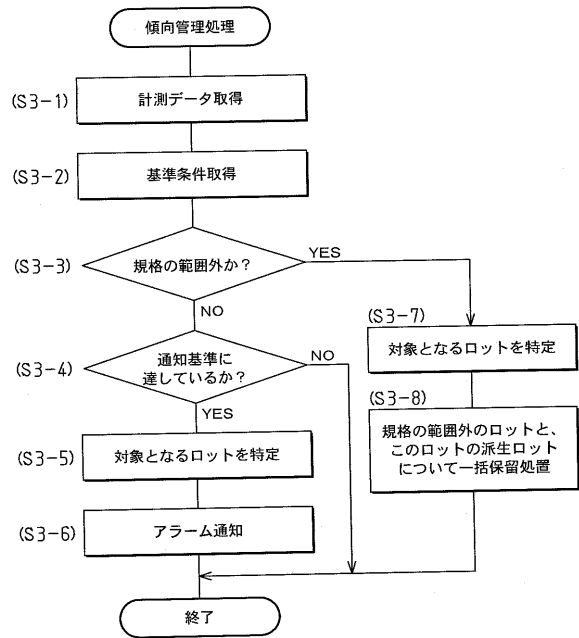 傾向管理処理
(S3-1)
計測データ取得
(S3-2)
基準条件取得
(S3-3)
規格の範囲外か？
YES
NO
(S3-4)
通知基準に
達しているか？
NO
YES
(S3-5)
対象となるロットを特定
(S3-6)
アラーム通知
(S3-7)
対象となるロットを特定
(S3-8)
規格の範囲外のロットと、
このロットの派生ロット
について一括保留処置
終了